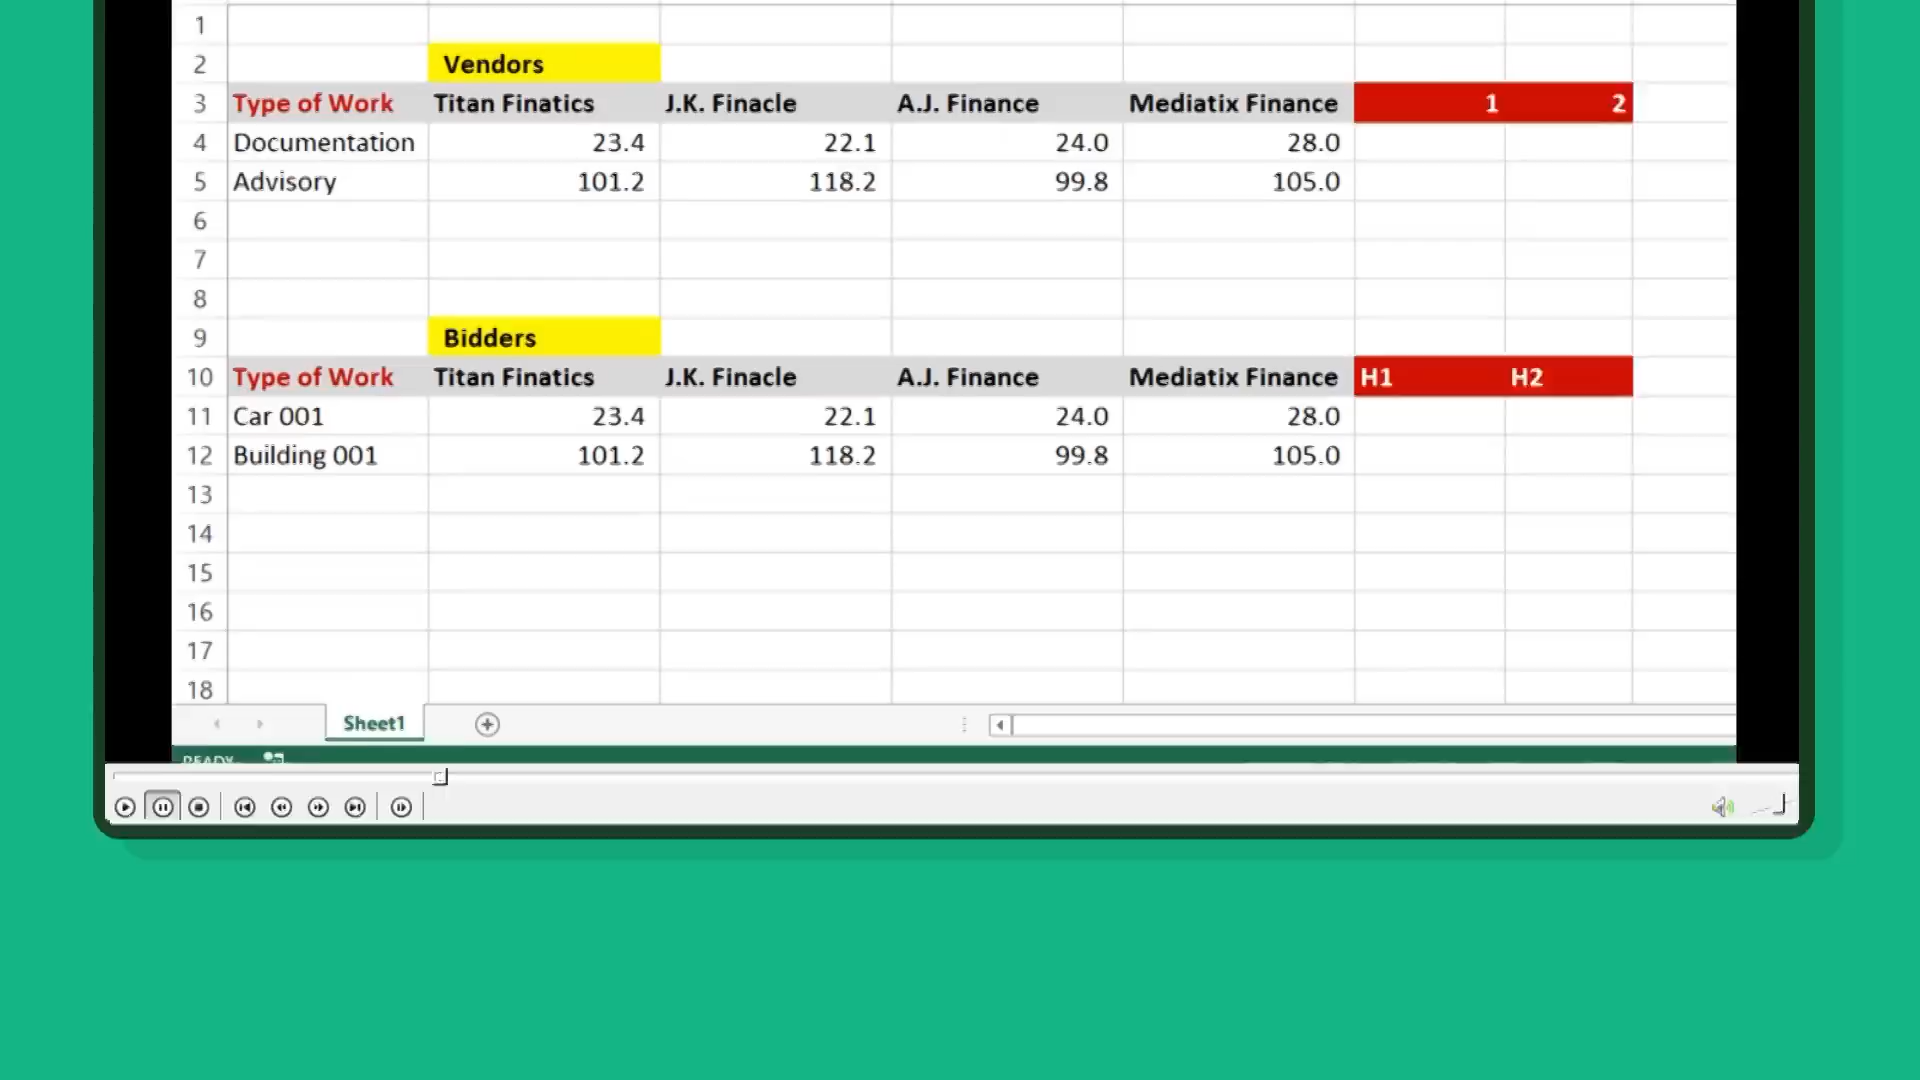 1
2 Vendors
3 Type of Work Titan Finatics J.K. Finacle A.J. Finance Mediatix Finance 1 2
4 Documentation 23.4 22.1 24.0 28.0
5 Advisory 101.2 118.2 99.8 105.0
6
7
8
9 Bidders
10 Type of Work Titan Finatics J.K. Finacle A.J. Finance Mediatix Finance H1 H2
11 Car 001 23.4 22.1 24.0 28.0
12 Building 001 101.2 118.2 99.8 105.0
13
14
15
16
17
18
Sheet1
READY